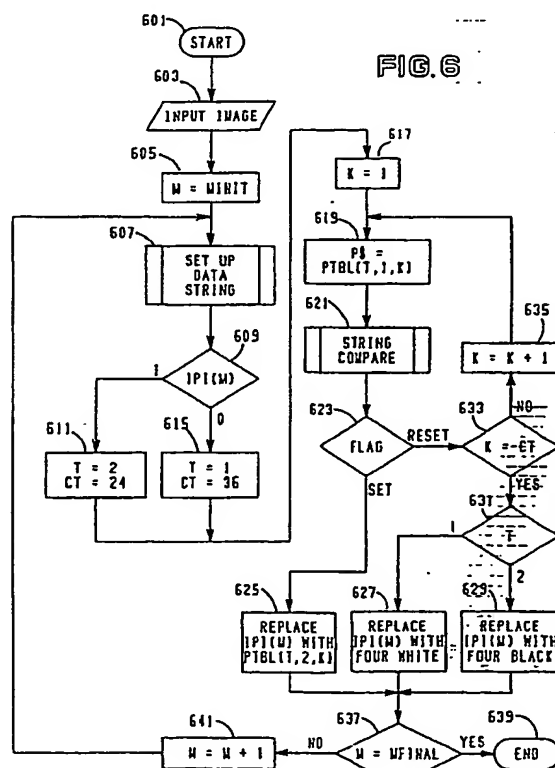 FIG.6
601
START
603
INPUT IMAGE
605
M = MINIT
607
SET UP
DATA
STRING
609
IPI(M)
1
0
611
T = 2
CT = 24
615
T = 1
CT = 36
617
K = 1
619
P$ =
PTBL(T,1,K)
621
STRING
COMPARE
623
FLAG
RESET
SET
633
K = CT
NO
YES
635
K = K + 1
631
T
1
2
625
REPLACE
IPI(M) WITH
PTBL(T,2,K)
627
REPLACE
IPI(M) WITH
FOUR WHITE
629
REPLACE
IPI(M) WITH
FOUR BLACK
637
M = MFINAL
NO
YES
639
END
641
M = M + 1